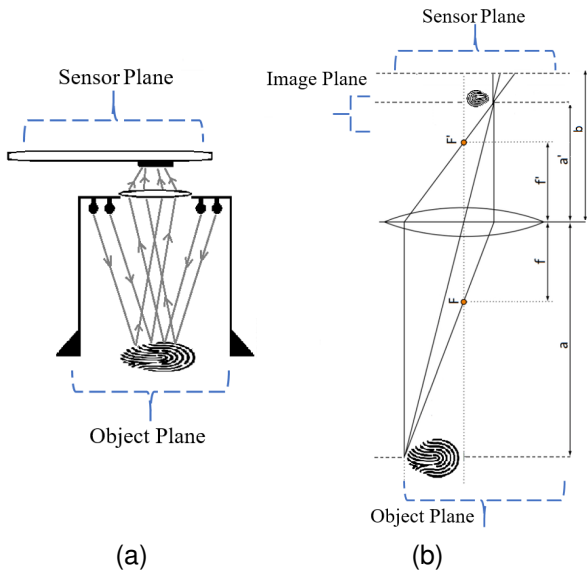 Sensor Plane
Object Plane
(a)
Sensor Plane
Image Plane
F'
f'
a'
b
F
f
a
Object Plane
(b)